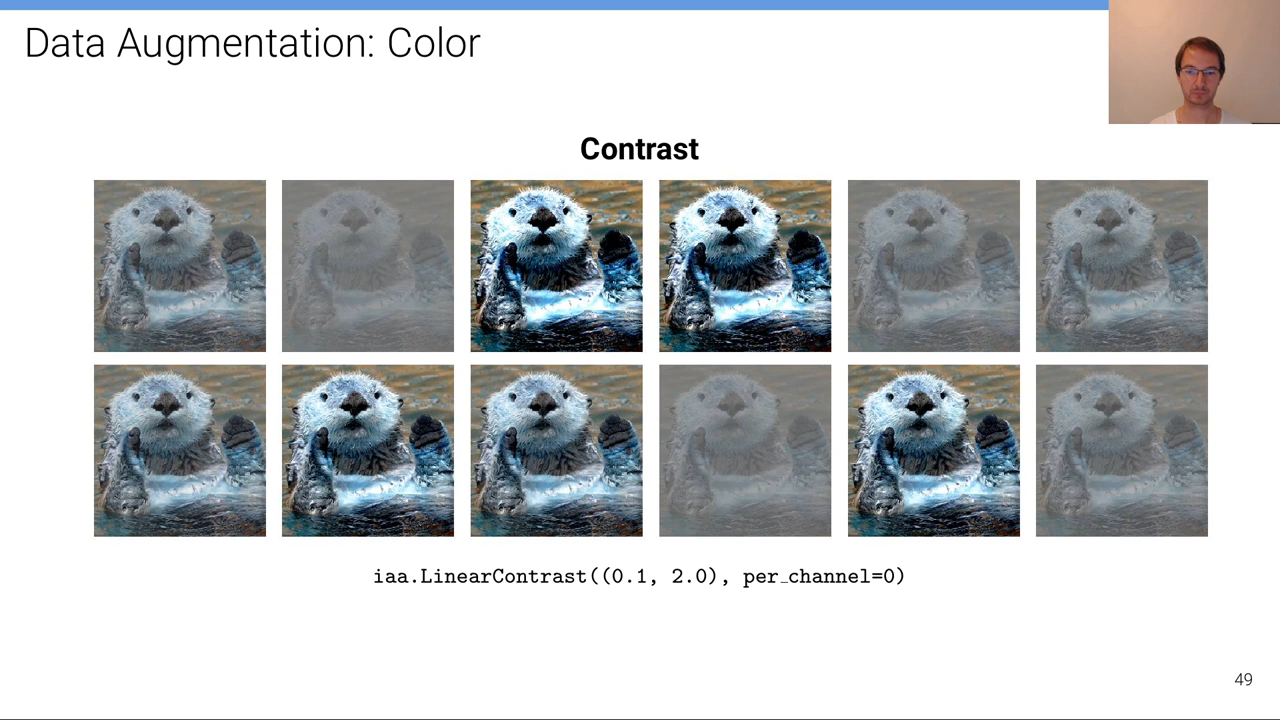 Data Augmentation: Color
Contrast
iaa.LinearContrast((0.1, 2.0), per_channel=0)
49